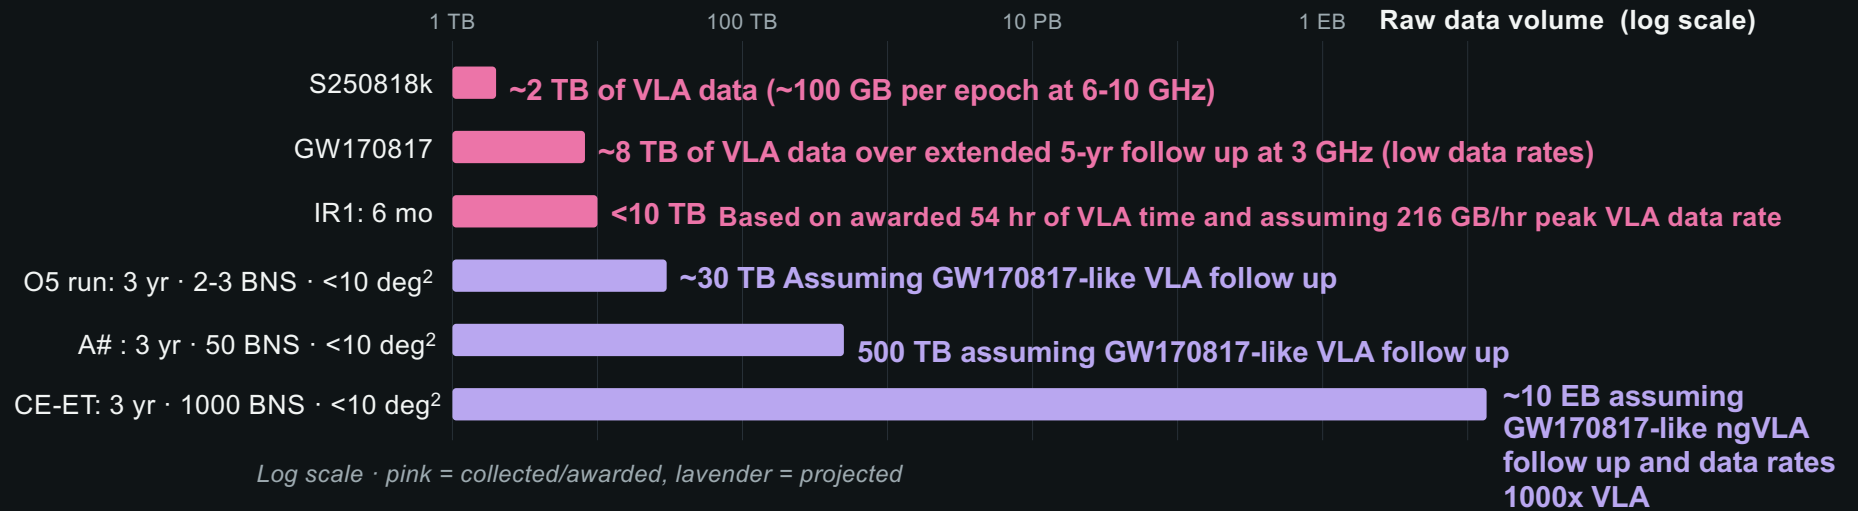 1 TB 100 TB 10 PB 1 EB Raw data volume (log scale)
S250818k ~2 TB of VLA data (~100 GB per epoch at 6-10 GHz)
GW170817 ~8 TB of VLA data over extended 5-yr follow up at 3 GHz (low data rates)
IR1: 6 mo <10 TB Based on awarded 54 hr of VLA time and assuming 216 GB/hr peak VLA data rate
O5 run: 3 yr · 2-3 BNS · <10 deg² ~30 TB Assuming GW170817-like VLA follow up
A# : 3 yr · 50 BNS · <10 deg² 500 TB assuming GW170817-like VLA follow up
CE-ET: 3 yr · 1000 BNS · <10 deg² ~10 EB assuming
GW170817-like ngVLA
follow up and data rates
1000x VLA
Log scale · pink = collected/awarded, lavender = projected